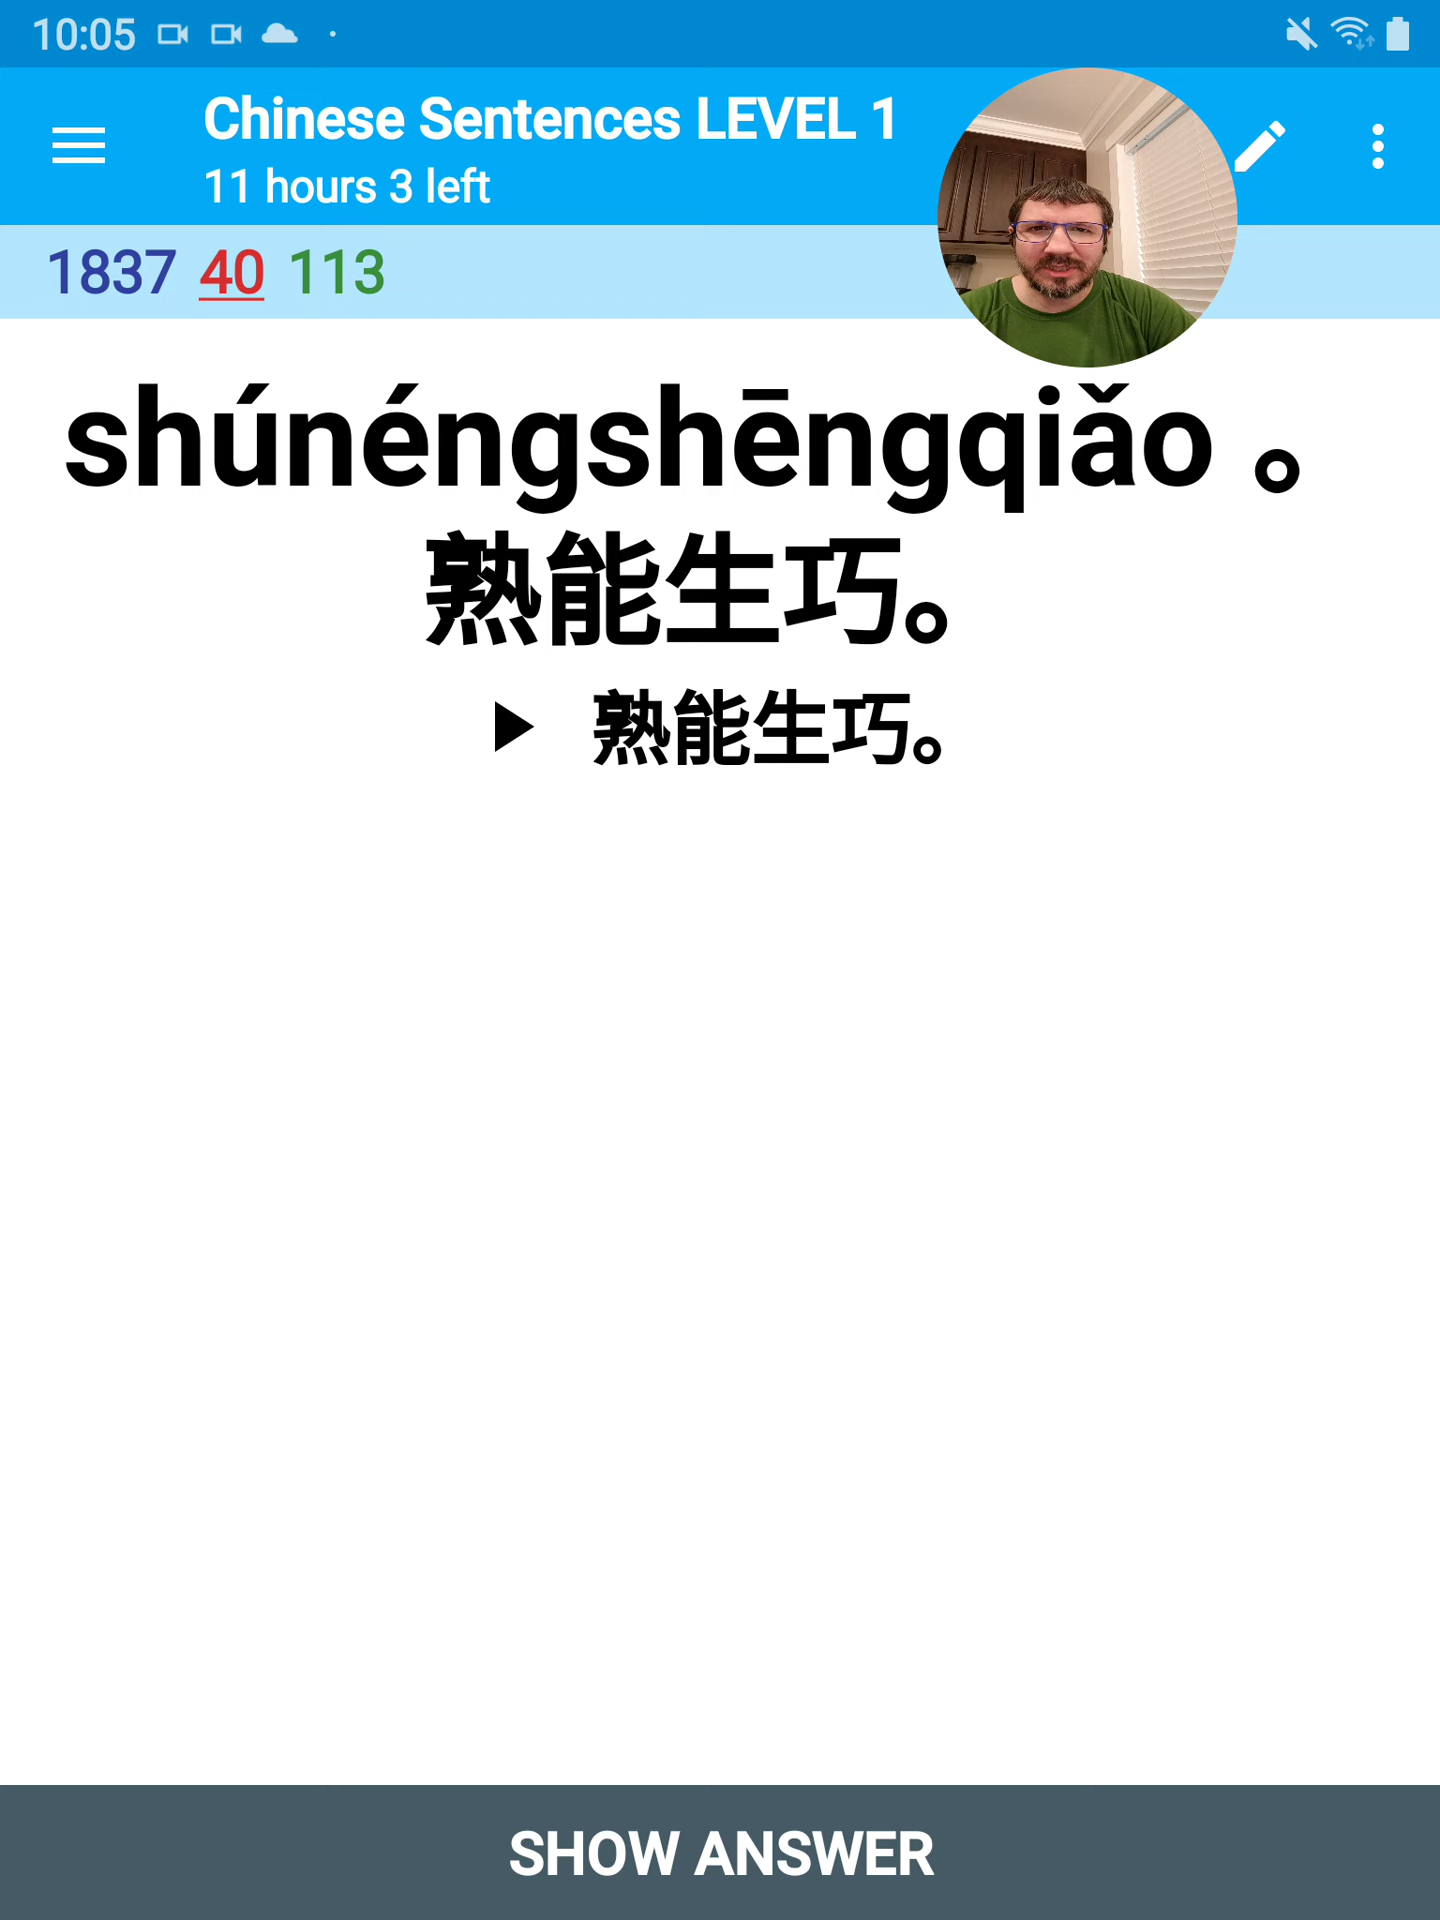 10:05
Chinese Sentences LEVEL 1
11 hours 3 left
1837 40 113
shúnéngshēngqiǎo 。
熟能生巧。
熟能生巧。
SHOW ANSWER